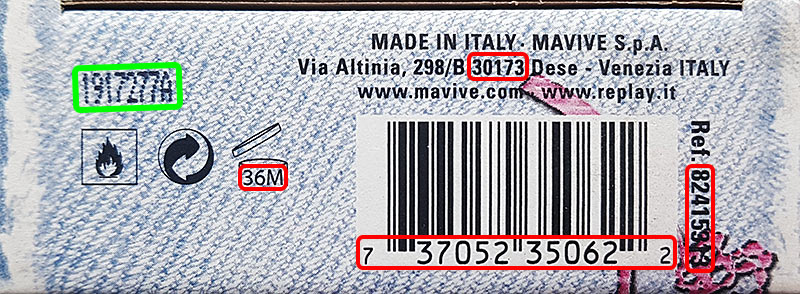 MADE IN ITALY - MAVIVE S.p.A.
Via Altinia, 298/B 30173 Dese - Venezia ITALY
www.mavive.com - www.replay.it
1917277A
36M
7 37052 35062 2
Ref.